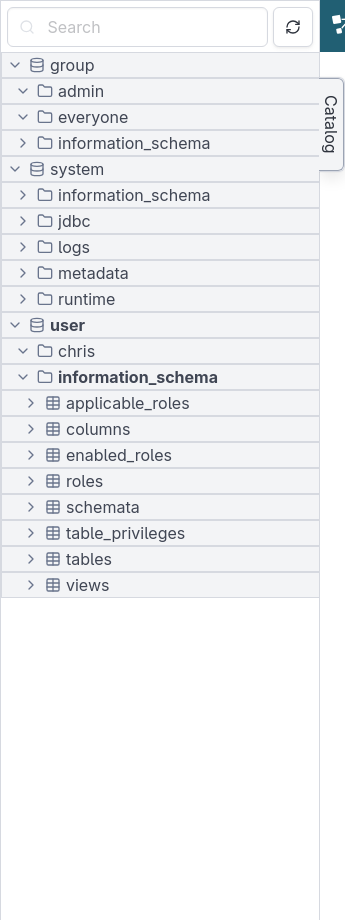 Search
group
admin
everyone
information_schema
system
information_schema
jdbc
logs
metadata
runtime
user
chris
information_schema
applicable_roles
columns
enabled_roles
roles
schemata
table_privileges
tables
views
Catalog